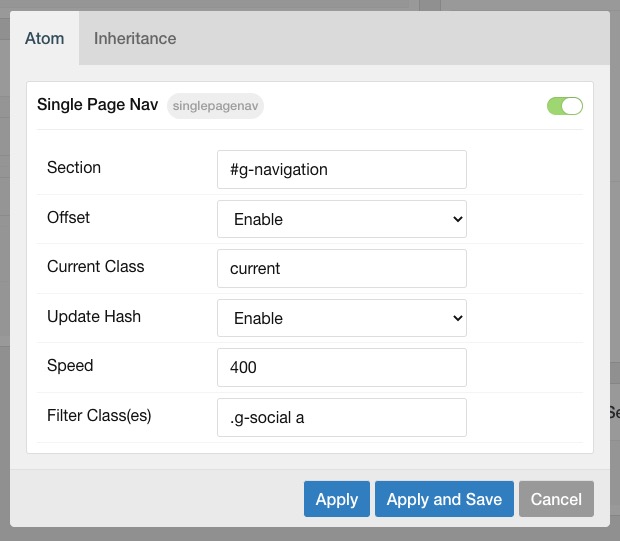 Atom Inheritance
Single Page Nav singlepagenav
Section #g-navigation
Offset Enable
Current Class current
Update Hash Enable
Speed 400
Filter Class(es) .g-social a
Apply Apply and Save Cancel